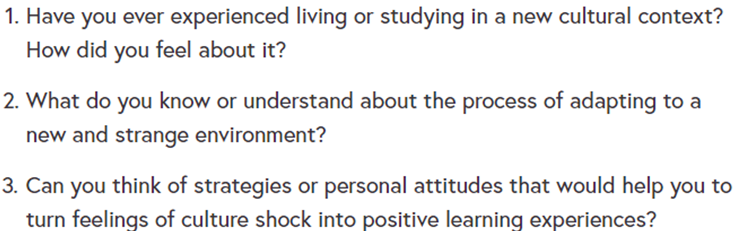 1. Have you ever experienced living or studying in a new cultural context?
How did you feel about it?
2. What do you know or understand about the process of adapting to a
new and strange environment?
3. Can you think of strategies or personal attitudes that would help you to
turn feelings of culture shock into positive learning experiences?